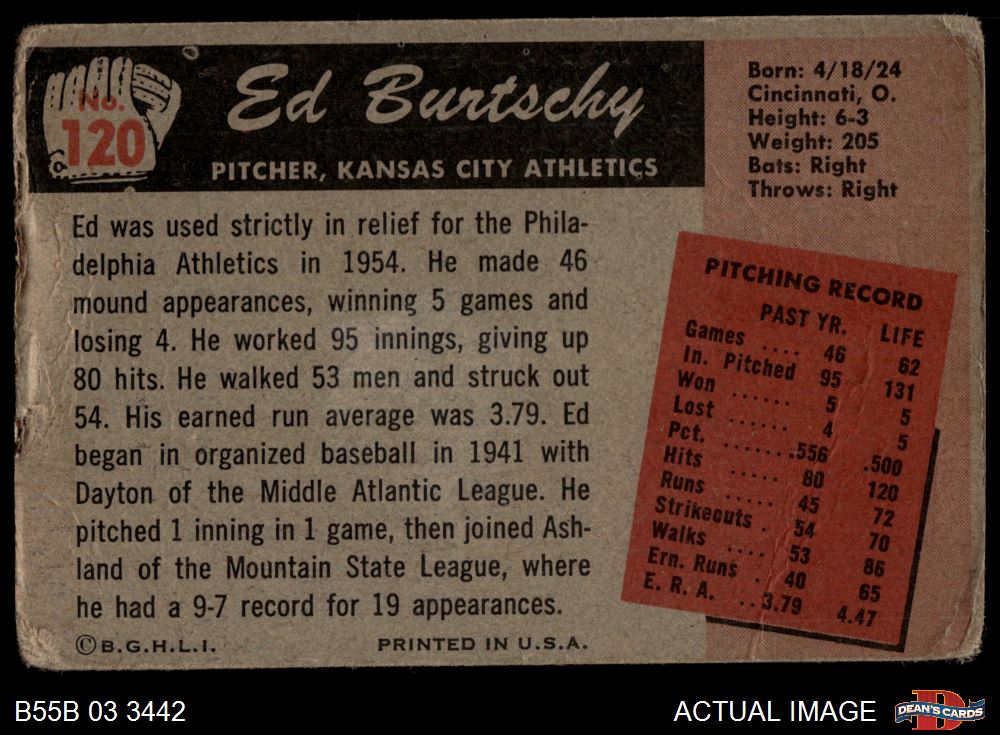 No.
120
Ed Burtschy
PITCHER, KANSAS CITY ATHLETICS
Born: 4/18/24
Cincinnati, O.
Height: 6-3
Weight: 205
Bats: Right
Throws: Right
Ed was used strictly in relief for the Phila-
delphia Athletics in 1954. He made 46
mound appearances, winning 5 games and
losing 4. He worked 95 innings, giving up
80 hits. He walked 53 men and struck out
54. His earned run average was 3.79. Ed
began in organized baseball in 1941 with
Dayton of the Middle Atlantic League. He
pitched 1 inning in 1 game, then joined Ash-
land of the Mountain State League, where
he had a 9-7 record for 19 appearances.
PITCHING RECORD
PAST YR. LIFE
Games .... 46 62
In. Pitched 95 131
Won ...... 5 5
Lost ...... 4 5
Pct. ....... .556 .500
Hits ..... 80 120
Runs ..... 45 72
Strikeouts . 54 70
Walks .... 53 86
Ern. Runs . 40 65
E. R. A. .. 3.79 4.47
©B.G.H.L.I. PRINTED IN U.S.A.
B55B 03 3442
ACTUAL IMAGE
D
DEAN'S CARDS